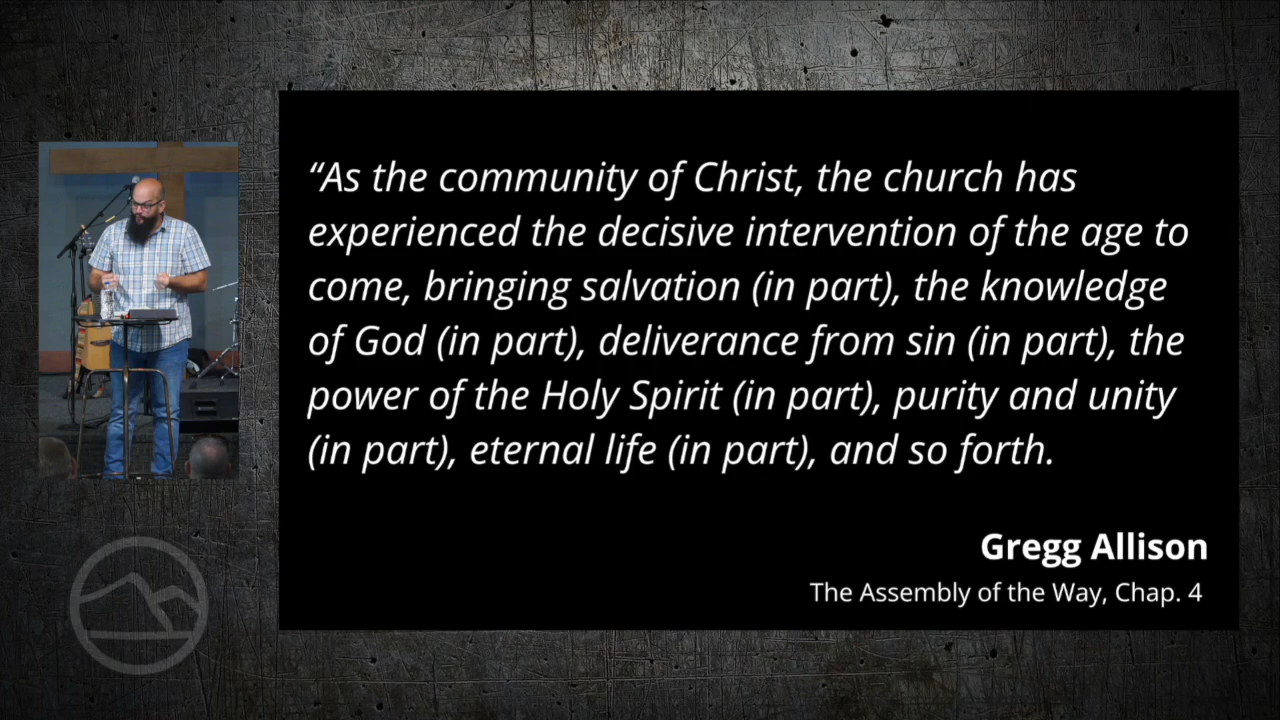 “As the community of Christ, the church has
experienced the decisive intervention of the age to
come, bringing salvation (in part), the knowledge
of God (in part), deliverance from sin (in part), the
power of the Holy Spirit (in part), purity and unity
(in part), eternal life (in part), and so forth.
Gregg Allison
The Assembly of the Way, Chap. 4